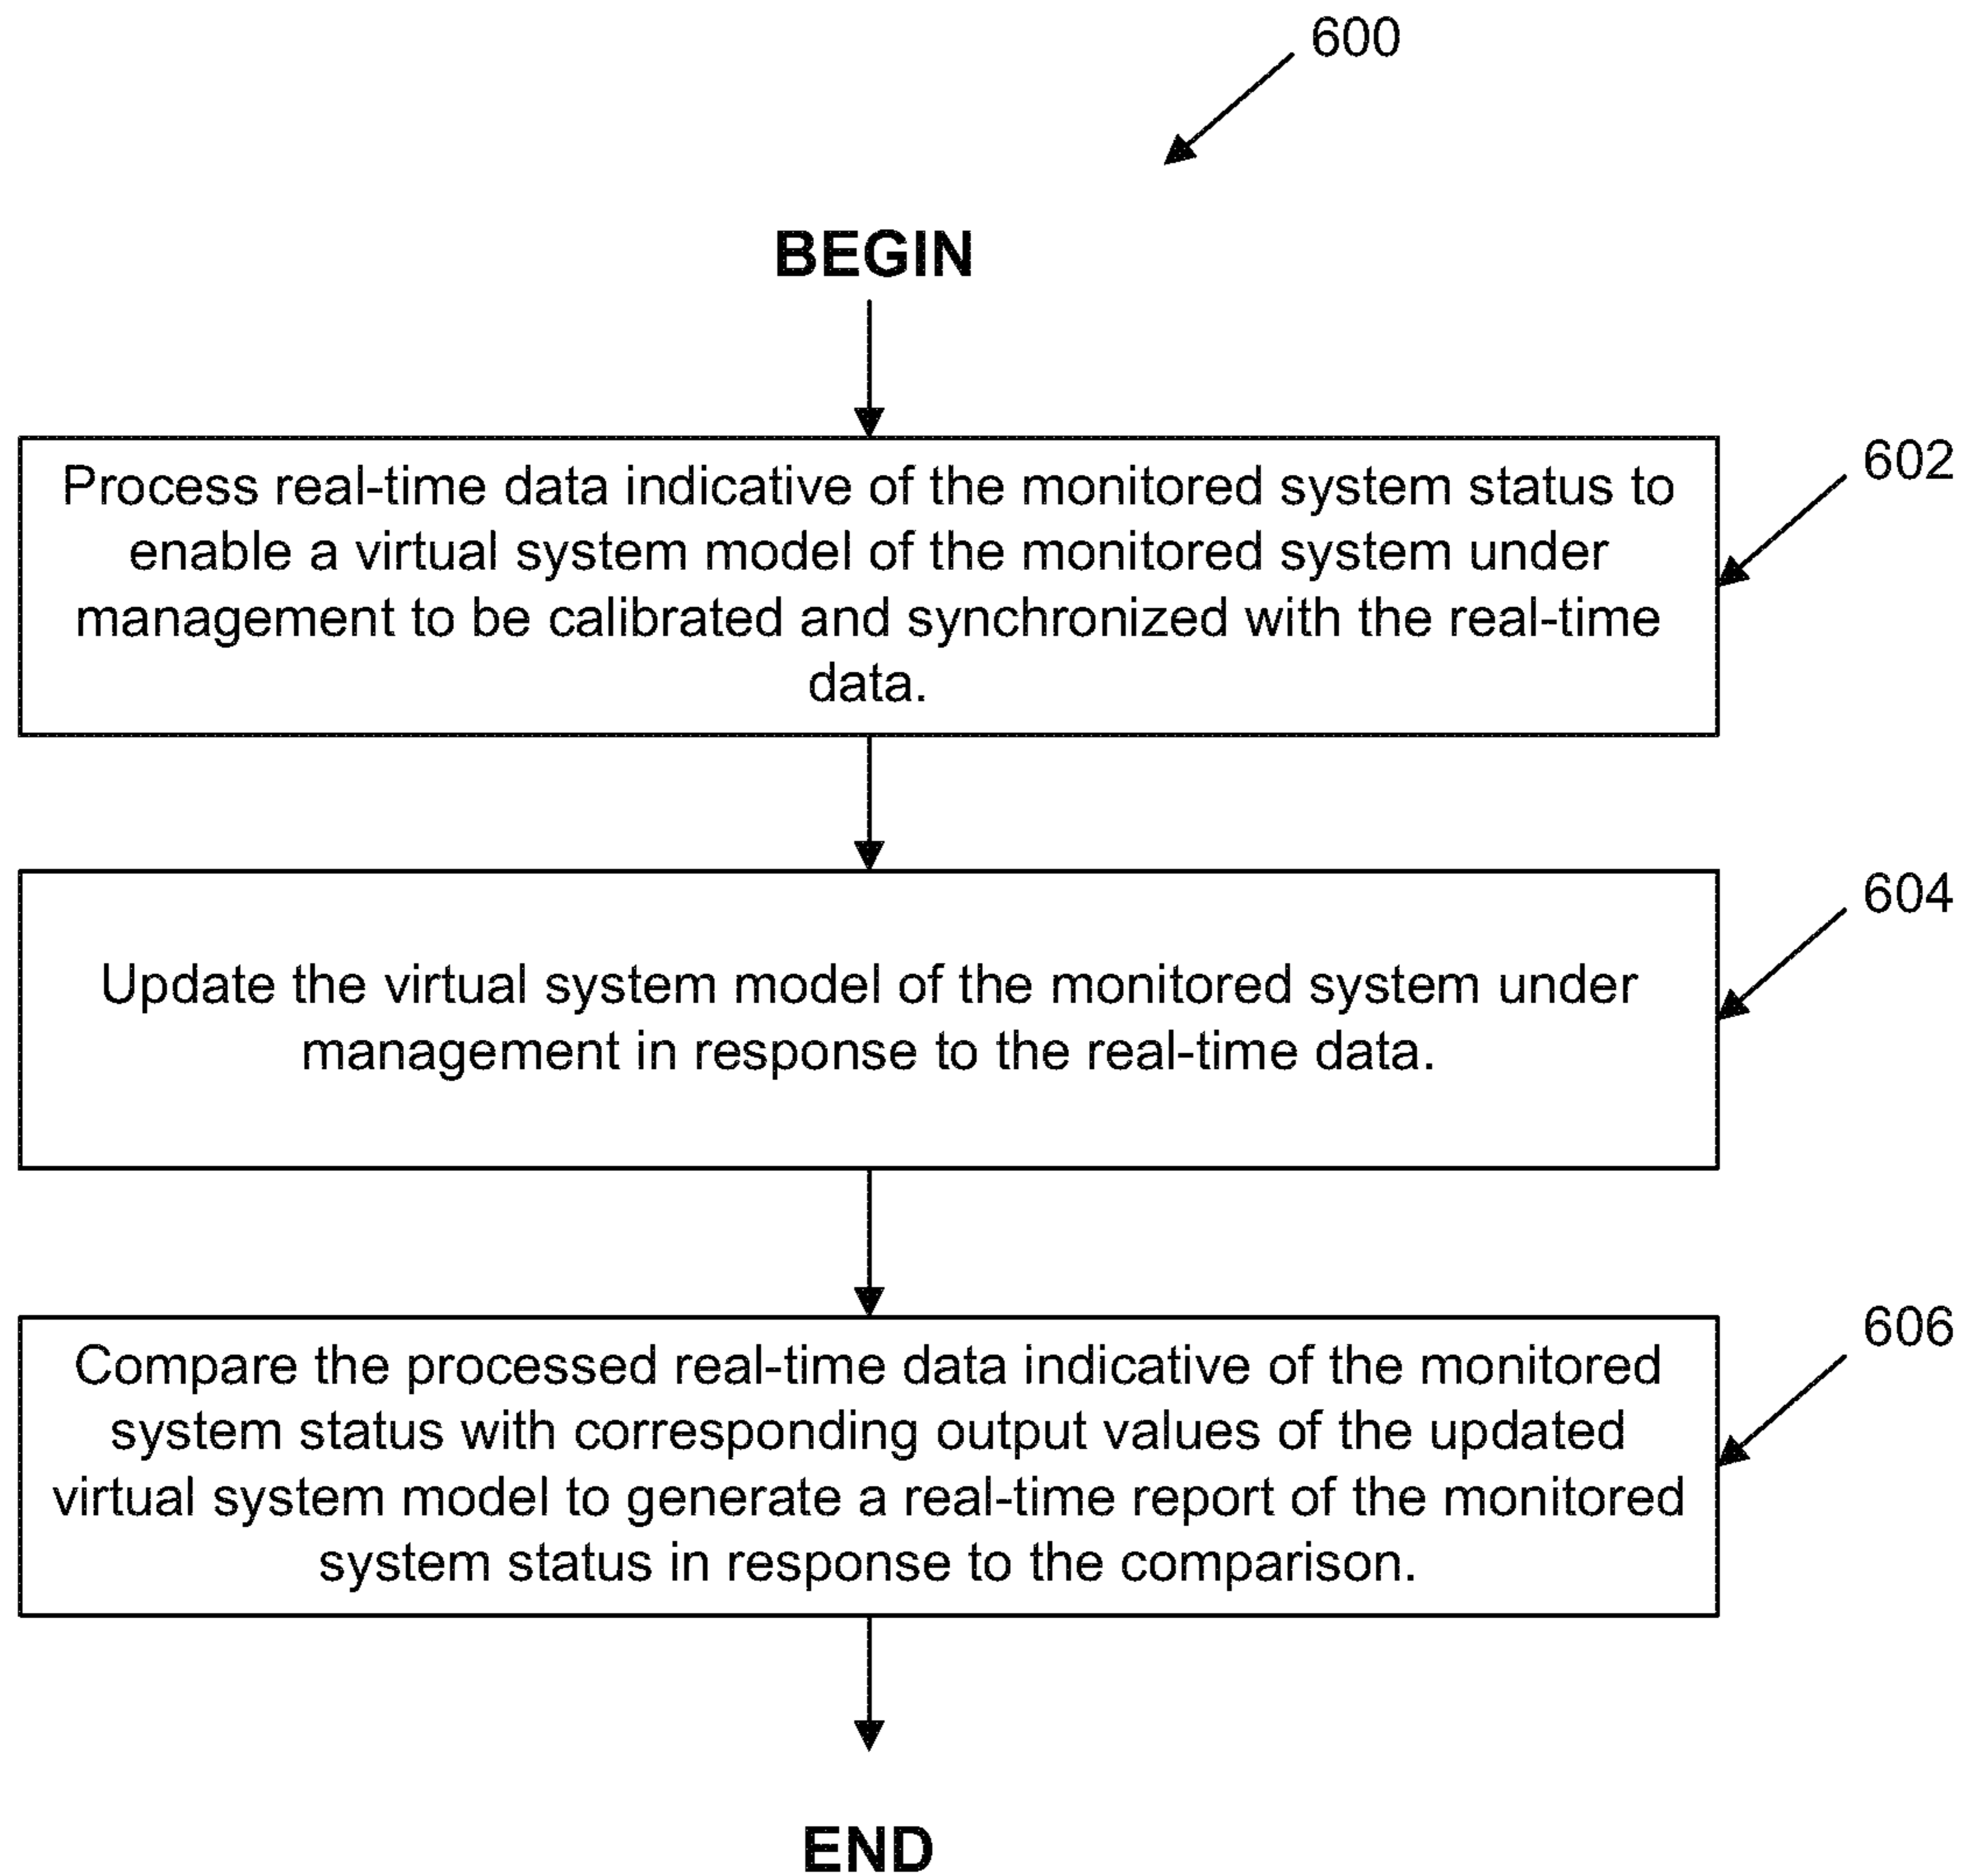 600
BEGIN
602
Process real-time data indicative of the monitored system status to
enable a virtual system model of the monitored system under
management to be calibrated and synchronized with the real-time
data.
604
Update the virtual system model of the monitored system under
management in response to the real-time data.
606
Compare the processed real-time data indicative of the monitored
system status with corresponding output values of the updated
virtual system model to generate a real-time report of the monitored
system status in response to the comparison.
END